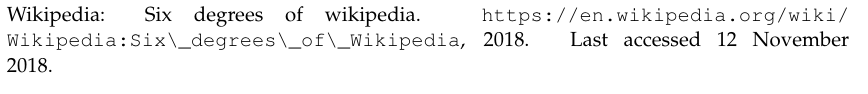 Wikipedia: Six degrees of wikipedia. https://en.wikipedia.org/wiki/
Wikipedia:Six\_degrees\_of\_Wikipedia, 2018. Last accessed 12 November
2018.